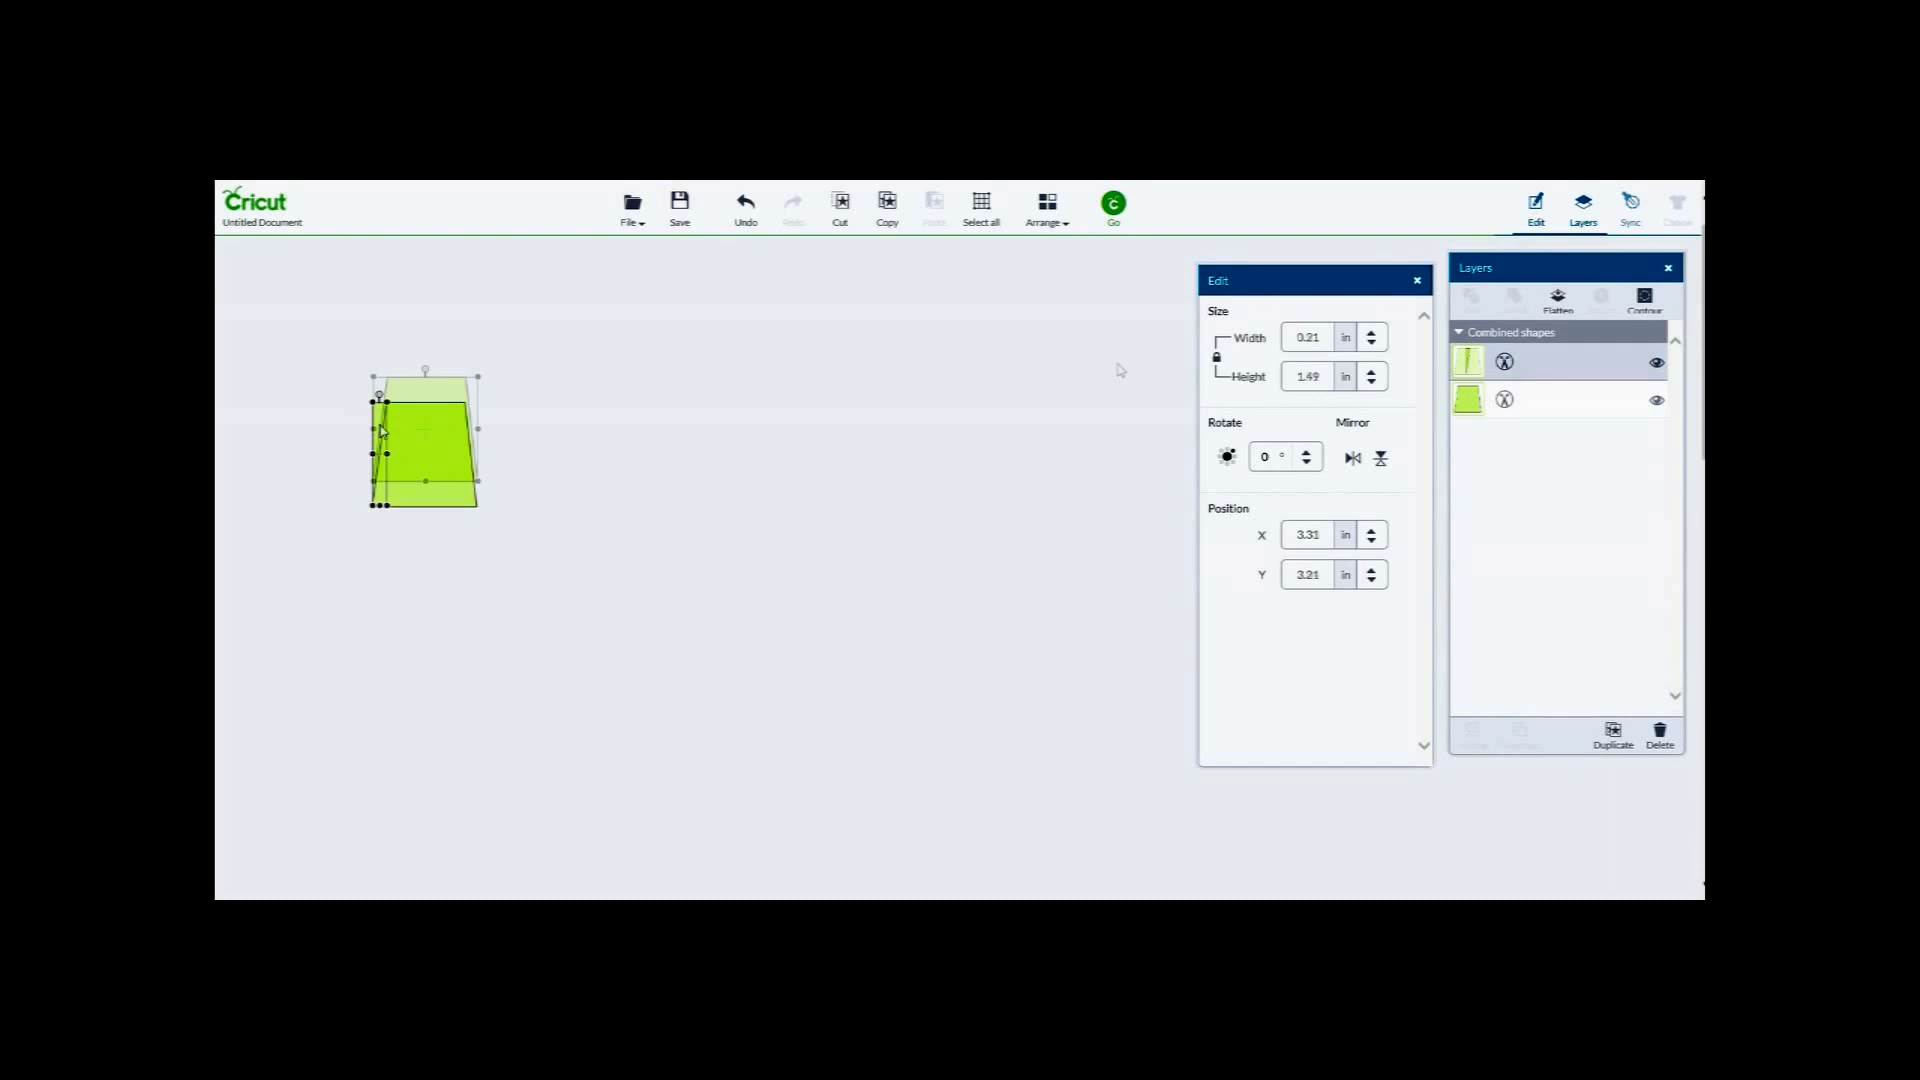 Cricut
Untitled Document
File
Save
Undo
Redo
Cut
Copy
Paste
Select all
Arrange
Go
Edit
Layers
Sync
Edit
Size
Width 0.21 in
Height 1.49 in
Rotate Mirror
0 °
Position
X 3.31 in
Y 3.21 in
Layers
Flatten
Contour
Combined shapes
Duplicate
Delete